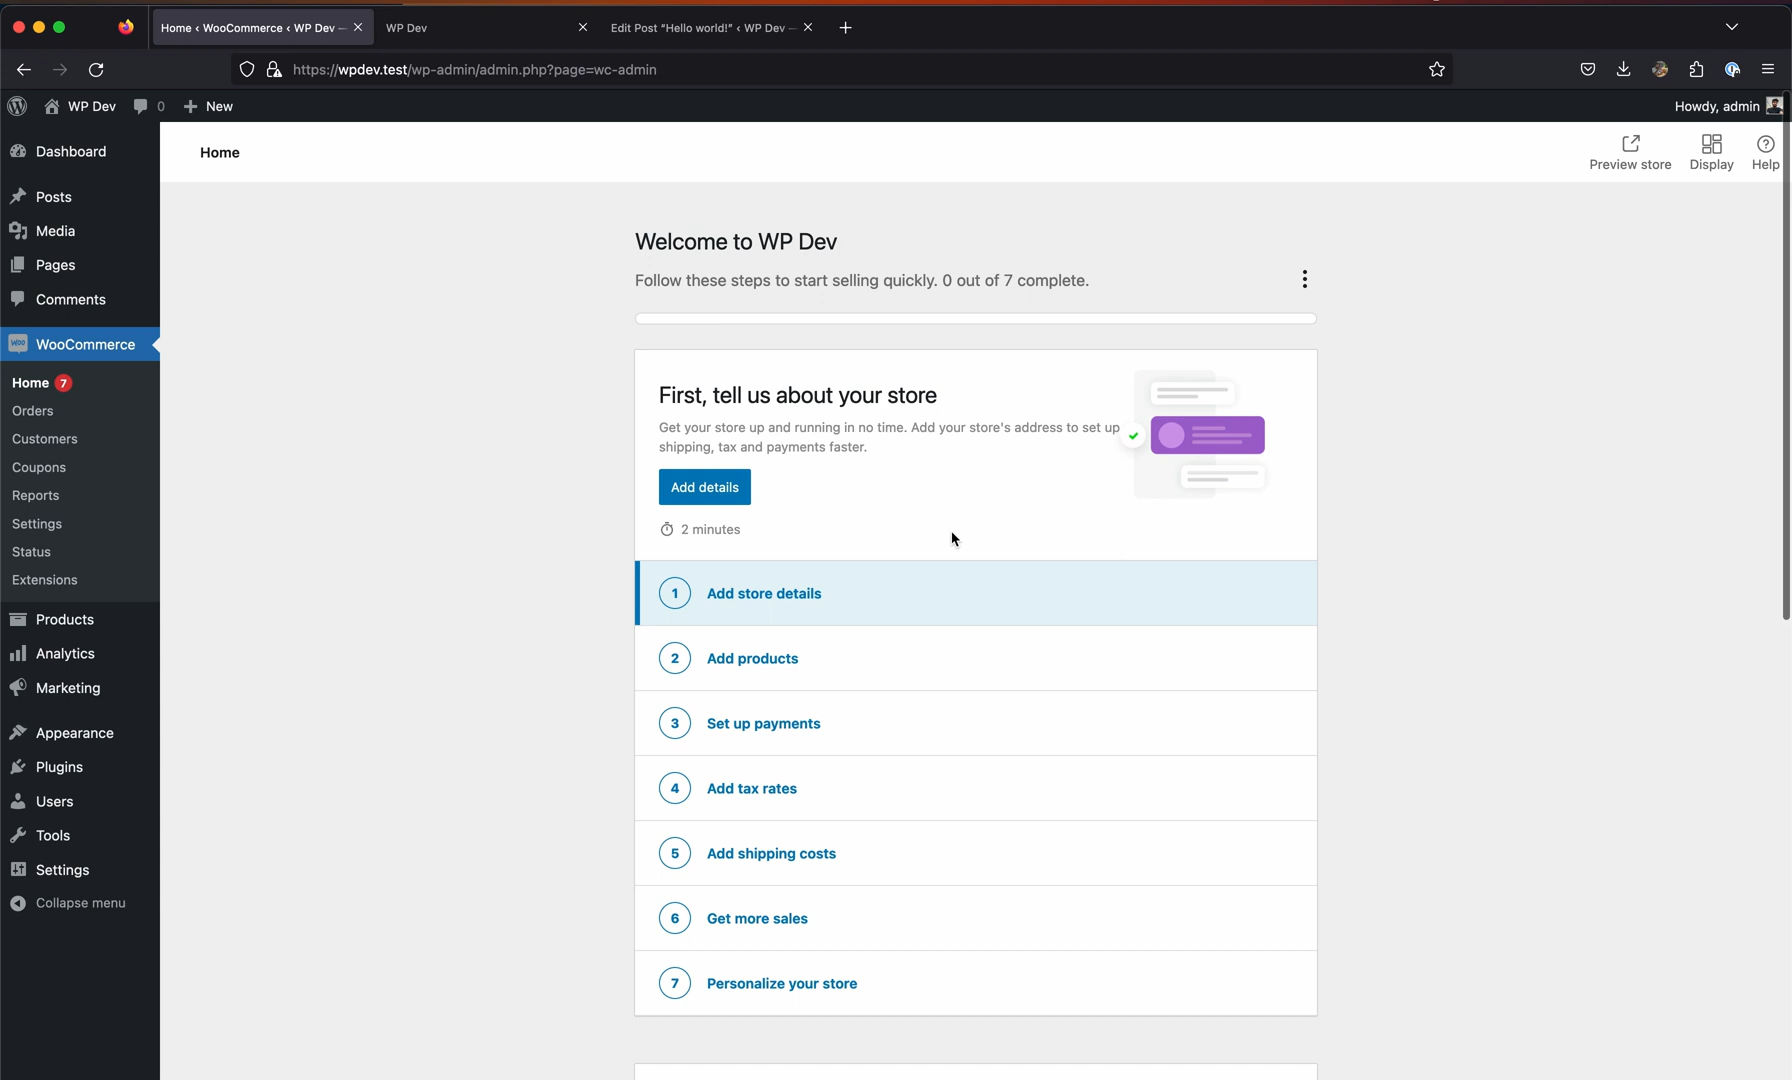 Home ‹ WooCommerce ‹ WP Dev —
WP Dev
Edit Post “Hello world!” ‹ WP Dev —
https://wpdev.test/wp-admin/admin.php?page=wc-admin
WP Dev
0
New
Howdy, admin
Dashboard
Posts
Media
Pages
Comments
Woo WooCommerce
Home 7
Orders
Customers
Coupons
Reports
Settings
Status
Extensions
Products
Analytics
Marketing
Appearance
Plugins
Users
Tools
Settings
Collapse menu
Home
Preview store
Display
Help
Welcome to WP Dev
Follow these steps to start selling quickly. 0 out of 7 complete.
First, tell us about your store
Get your store up and running in no time. Add your store's address to set up
shipping, tax and payments faster.
Add details
2 minutes
1 Add store details
2 Add products
3 Set up payments
4 Add tax rates
5 Add shipping costs
6 Get more sales
7 Personalize your store